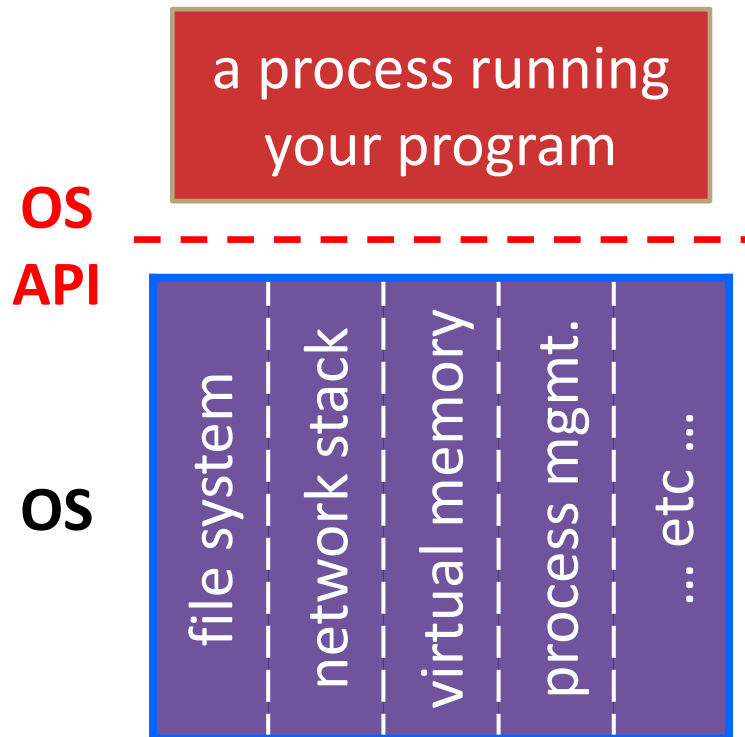 a process running
your program
OS
API
OS
file system
network stack
virtual memory
process mgmt.
... etc ...